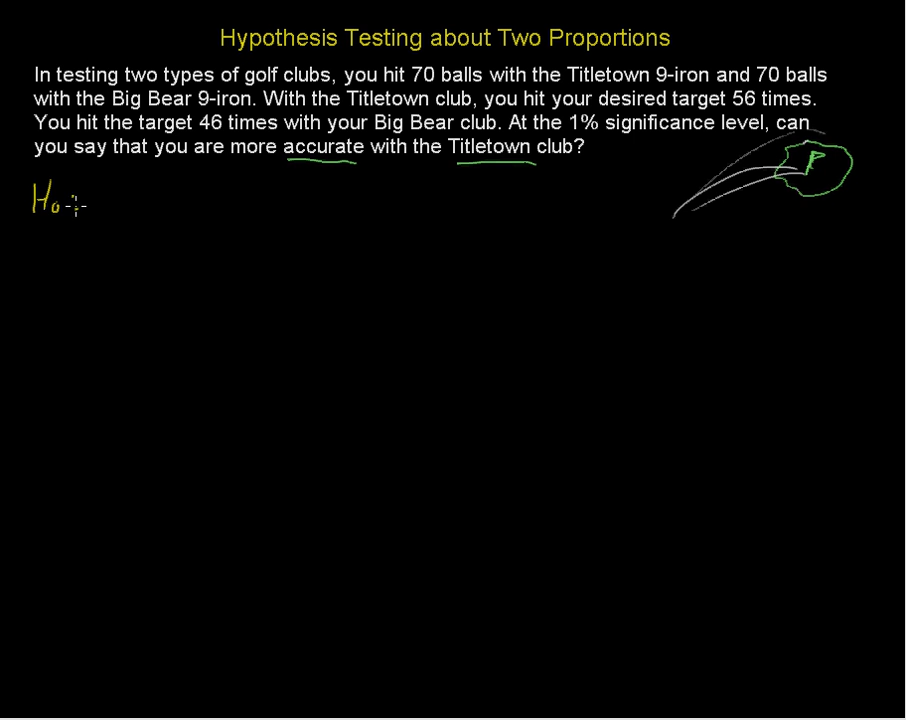 Hypothesis Testing about Two Proportions
In testing two types of golf clubs, you hit 70 balls with the Titletown 9-iron and 70 balls
with the Big Bear 9-iron. With the Titletown club, you hit your desired target 56 times.
You hit the target 46 times with your Big Bear club. At the 1% significance level, can
you say that you are more accurate with the Titletown club?
P
H₀: